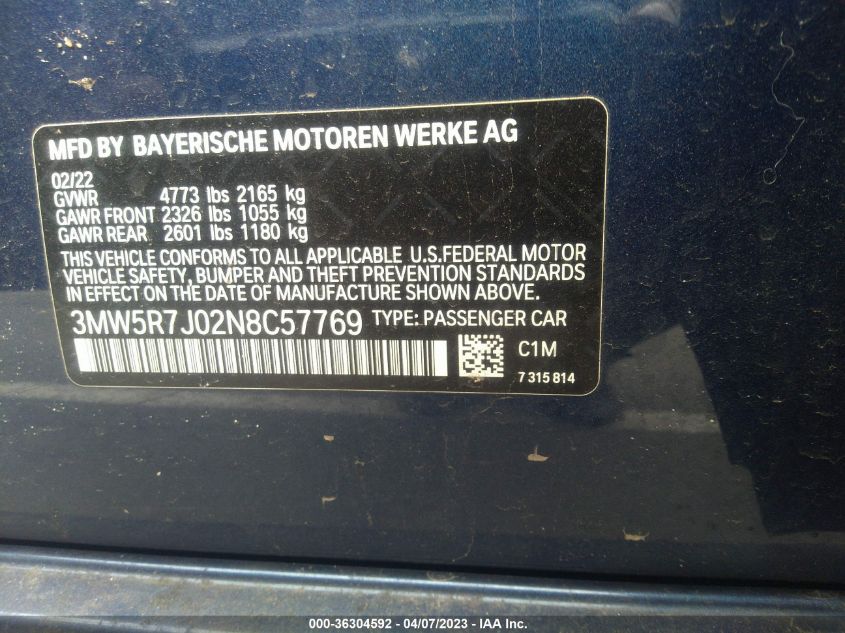 MFD BY BAYERISCHE MOTOREN WERKE AG
02/22
GVWR 4773 lbs 2165 kg
GAWR FRONT 2326 lbs 1055 kg
GAWR REAR 2601 lbs 1180 kg
THIS VEHICLE CONFORMS TO ALL APPLICABLE U.S.FEDERAL MOTOR
VEHICLE SAFETY, BUMPER AND THEFT PREVENTION STANDARDS
IN EFFECT ON THE DATE OF MANUFACTURE SHOWN ABOVE.
3MW5R7J02N8C57769 TYPE: PASSENGER CAR
C1M
7 315 814
000-36304592 - 04/07/2023 - IAA Inc.